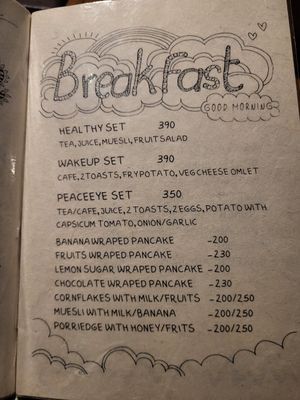 BreakFast
GOOD MORNING
HEALTHY SET 390
TEA, JUICE, MUESLI, FRUIT SALAD
WAKEUP SET 390
CAFE, 2 TOASTS, FRYPOTATO, VEG CHEESE OMLET
PEACEEYE SET 350
TEA/CAFE, JUICE, 2 TOASTS, 2 EGGS, POTATO WITH
CAPSICUM TOMATO, ONION/GARLIC
BANANA WRAPED PANCAKE -200
FRUITS WRAPED PANCAKE -230
LEMON SUGAR WRAPED PANCAKE -200
CHOCOLATE WRAPED PANCAKE -230
CORNFLAKES WITH MILK/FRUITS -200/250
MUESLI WITH MILK/BANANA -200/250
PORRIEDGE WITH HONEY/FRITS -200/250